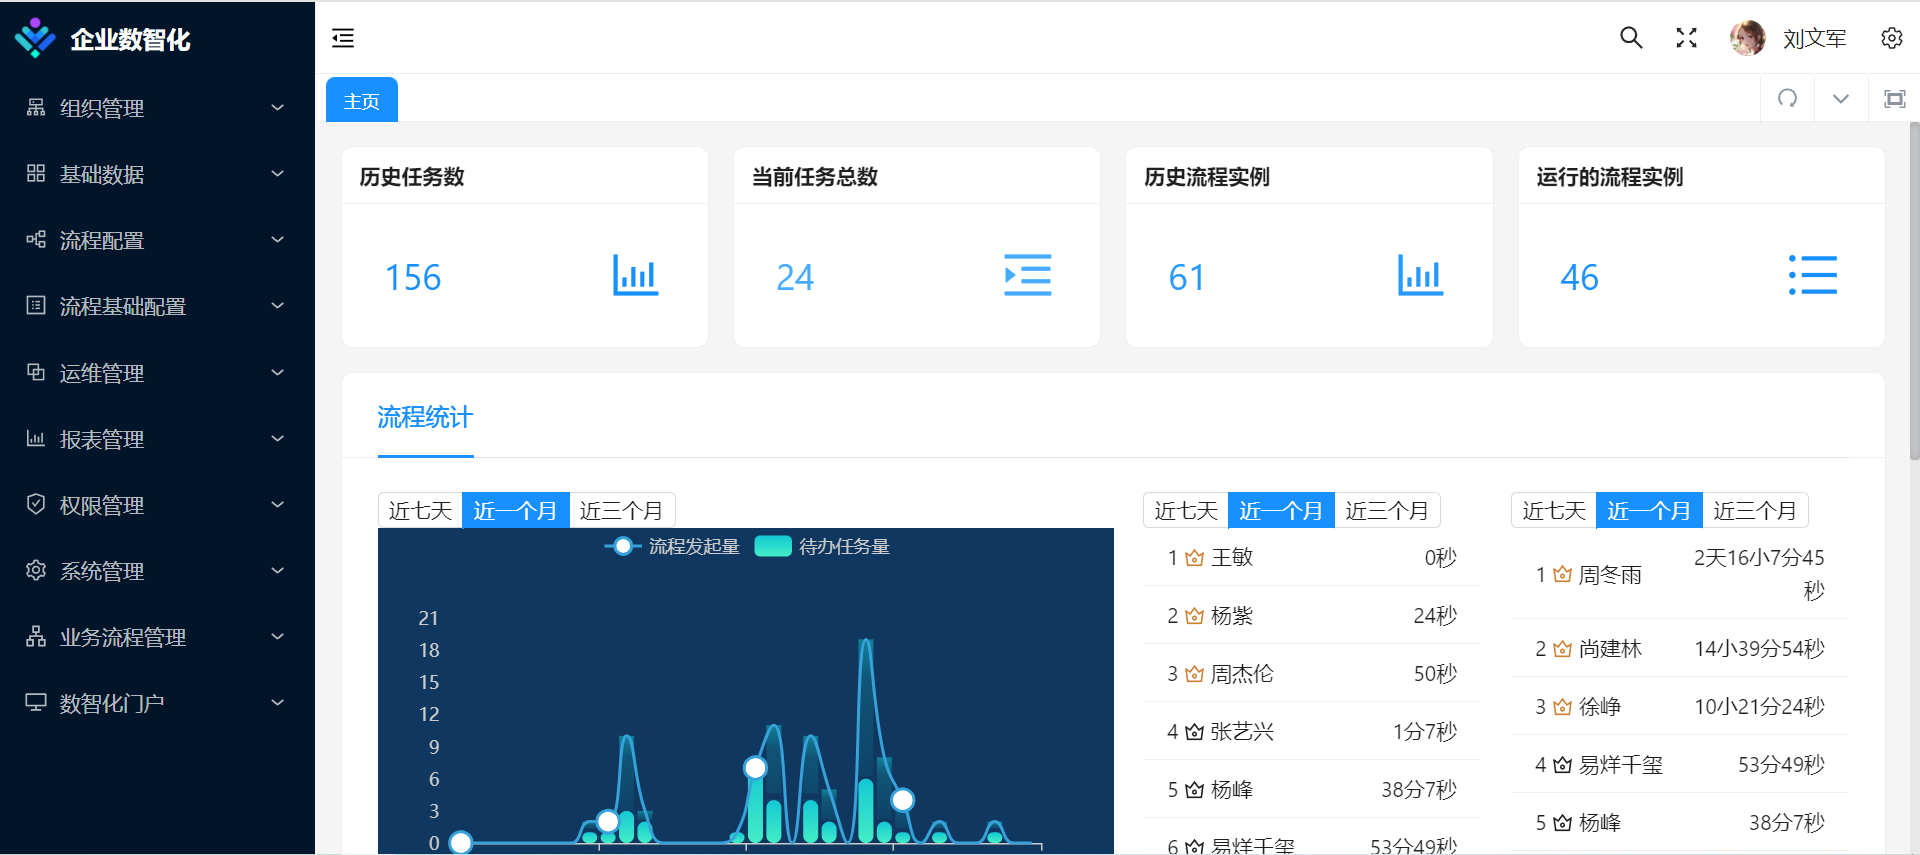 企业数智化
刘文军
组织管理
基础数据
流程配置
流程基础配置
运维管理
报表管理
权限管理
系统管理
业务流程管理
数智化门户
主页
历史任务数
156
当前任务总数
24
历史流程实例
61
运行的流程实例
46
流程统计
近七天 近一个月 近三个月
流程发起量 待办任务量
21
18
15
12
9
6
3
0
近七天 近一个月 近三个月
1 王敏 0秒
2 杨紫 24秒
3 周杰伦 50秒
4 张艺兴 1分7秒
5 杨峰 38分7秒
6 易烊千玺 53分49秒
近七天 近一个月 近三个月
1 周冬雨 2天16小7分45
秒
2 尚建林 14小39分54秒
3 徐峥 10小21分24秒
4 易烊千玺 53分49秒
5 杨峰 38分7秒